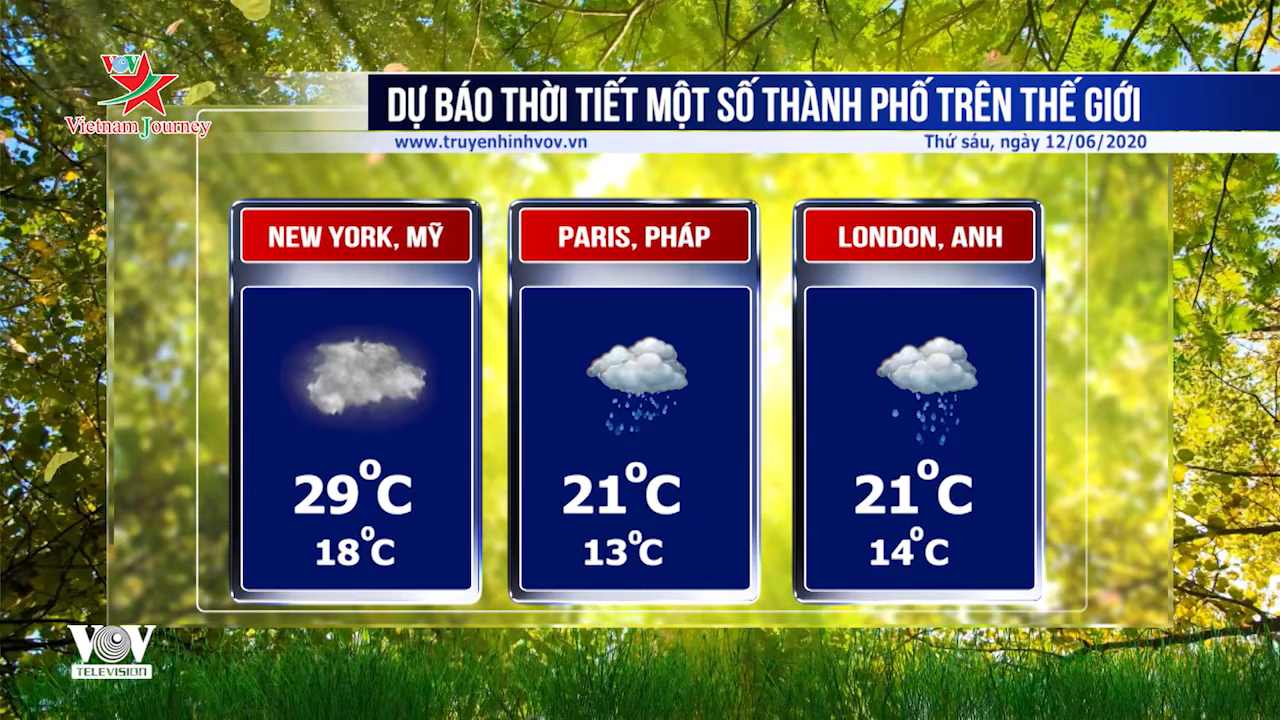 VOV
Vietnam Journey
DỰ BÁO THỜI TIẾT MỘT SỐ THÀNH PHỐ TRÊN THẾ GIỚI
www.truyenhinhvov.vn
Thứ sáu, ngày 12/06/2020
NEW YORK, MỸ
29°C
18°C
PARIS, PHÁP
21°C
13°C
LONDON, ANH
21°C
14°C
VOV
TELEVISION